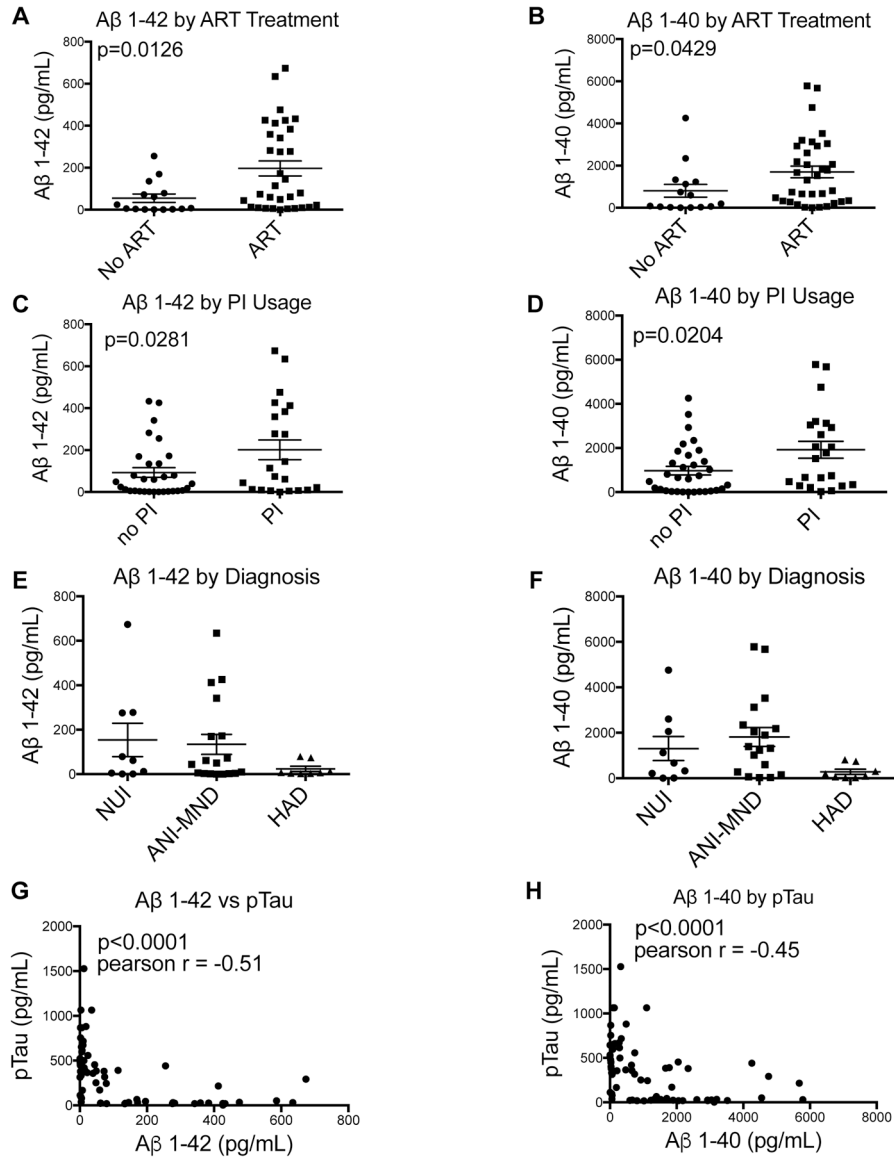 A
Aβ 1-42 by ART Treatment
p=0.0126
Aβ 1-42 (pg/mL)
800
600
400
200
0
No ART
ART
B
Aβ 1-40 by ART Treatment
p=0.0429
Aβ 1-40 (pg/mL)
8000
6000
4000
2000
0
No ART
ART
C
Aβ 1-42 by PI Usage
p=0.0281
Aβ 1-42 (pg/mL)
800
600
400
200
0
no PI
PI
D
Aβ 1-40 by PI Usage
p=0.0204
Aβ 1-40 (pg/mL)
8000
6000
4000
2000
0
no PI
PI
E
Aβ 1-42 by Diagnosis
Aβ 1-42 (pg/mL)
800
600
400
200
0
NUI
ANI-MND
HAD
F
Aβ 1-40 by Diagnosis
Aβ 1-40 (pg/mL)
8000
6000
4000
2000
0
NUI
ANI-MND
HAD
G
Aβ 1-42 vs pTau
p<0.0001
pearson r = -0.51
pTau (pg/mL)
2000
1500
1000
500
0
0 200 400 600 800
Aβ 1-42 (pg/mL)
H
Aβ 1-40 by pTau
p<0.0001
pearson r = -0.45
pTau (pg/mL)
2000
1500
1000
500
0
0 2000 4000 6000 8000
Aβ 1-40 (pg/mL)